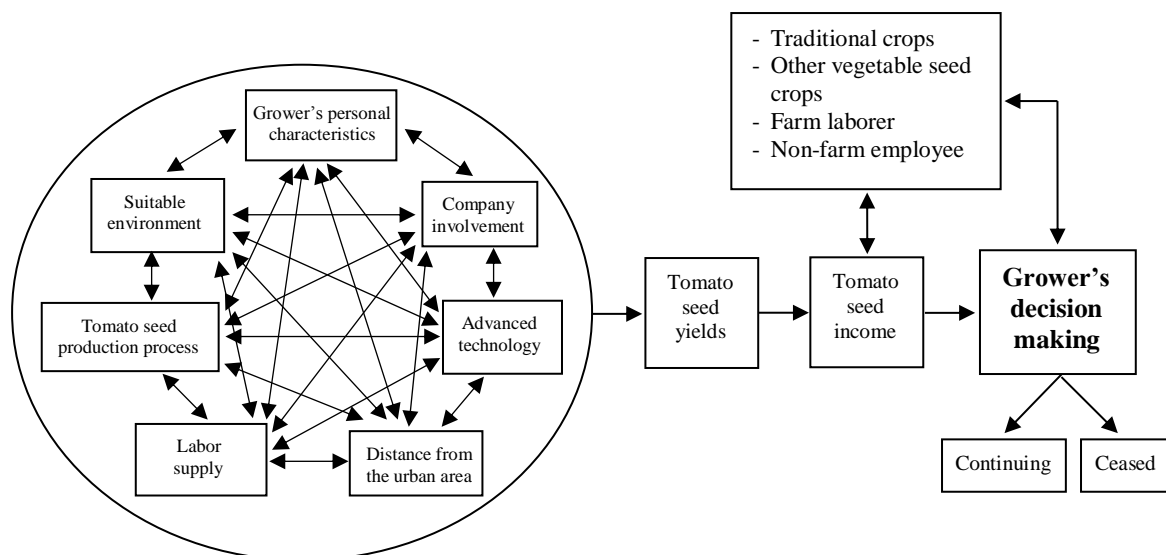 Grower's personal
characteristics
Suitable
environment
Company
involvement
Tomato seed
production process
Advanced
technology
Labor
supply
Distance from
the urban area
Tomato
seed
yields
Tomato
seed
income
- Traditional crops
- Other vegetable seed
crops
- Farm laborer
- Non-farm employee
Grower's
decision
making
Continuing
Ceased